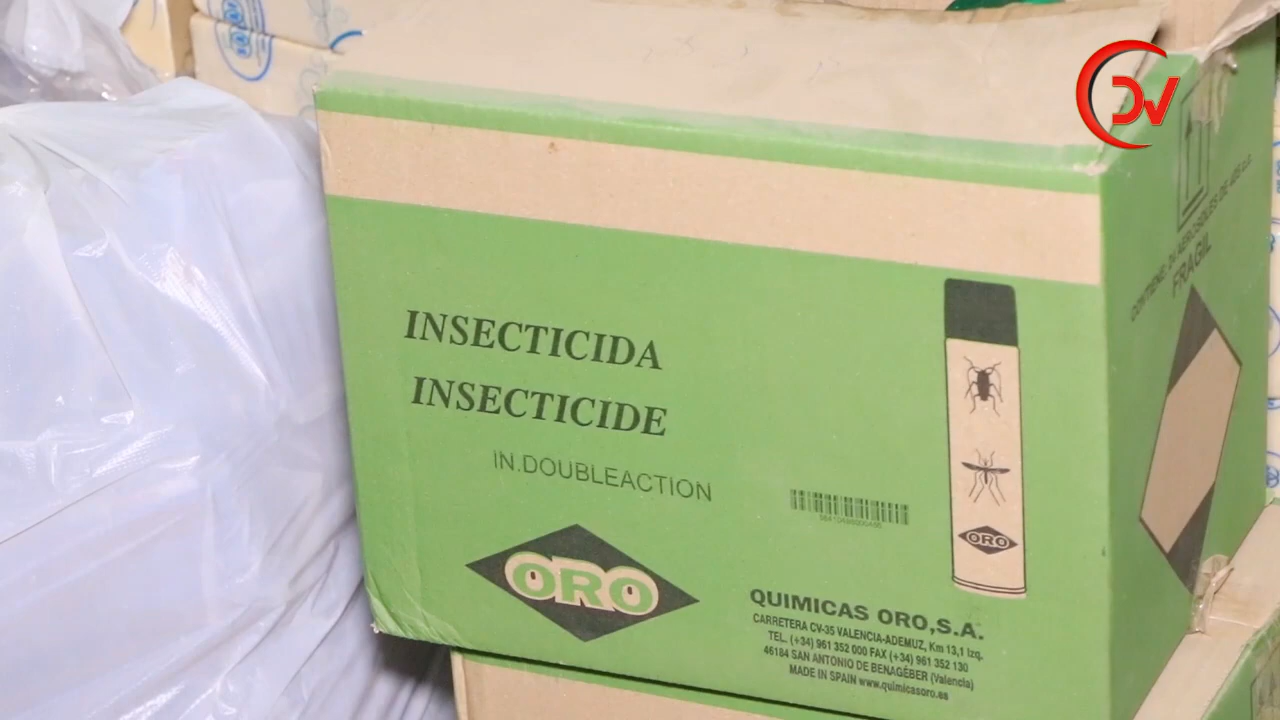 INSECTICIDA
INSECTICIDE
IN.DOUBLEACTION
ORO
ORO
QUIMICAS ORO,S.A.
CARRETERA CV-35 VALENCIA-ADEMUZ, Km 13,1 Izq.
TEL. (+34) 961 352 000 FAX (+34) 961 352 130
46184 SAN ANTONIO DE BENAGÉBER (Valencia)
MADE IN SPAIN www.quimicasoro.es
AEROSOLES DE
FRAGIL